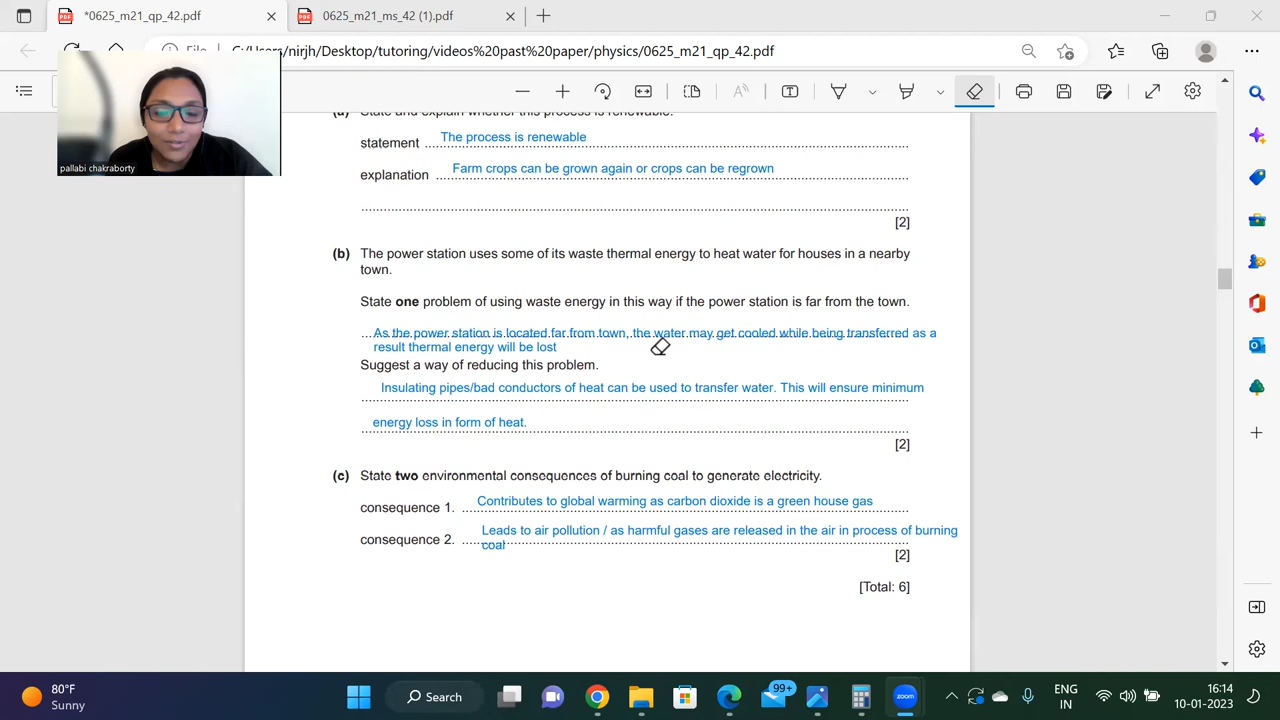 *0625_m21_qp_42.pdf
0625_m21_ms_42 (1).pdf
File
C:/Users/nirjh/Desktop/tutoring/videos%20past%20paper/physics/0625_m21_qp_42.pdf
pallabi chakraborty
(a) State and explain whether this process is renewable.
statement The process is renewable
explanation Farm crops can be grown again or crops can be regrown
[2]
(b) The power station uses some of its waste thermal energy to heat water for houses in a nearby
town.
State one problem of using waste energy in this way if the power station is far from the town.
As the power station is located far from town, the water may get cooled while being transferred as a
result thermal energy will be lost
Suggest a way of reducing this problem.
Insulating pipes/bad conductors of heat can be used to transfer water. This will ensure minimum
energy loss in form of heat.
[2]
(c) State two environmental consequences of burning coal to generate electricity.
consequence 1. Contributes to global warming as carbon dioxide is a green house gas
consequence 2. Leads to air pollution / as harmful gases are released in the air in process of burning
coal
[2]
[Total: 6]
80°F
Sunny
Search
99+
zoom
ENG
IN
16:14
10-01-2023